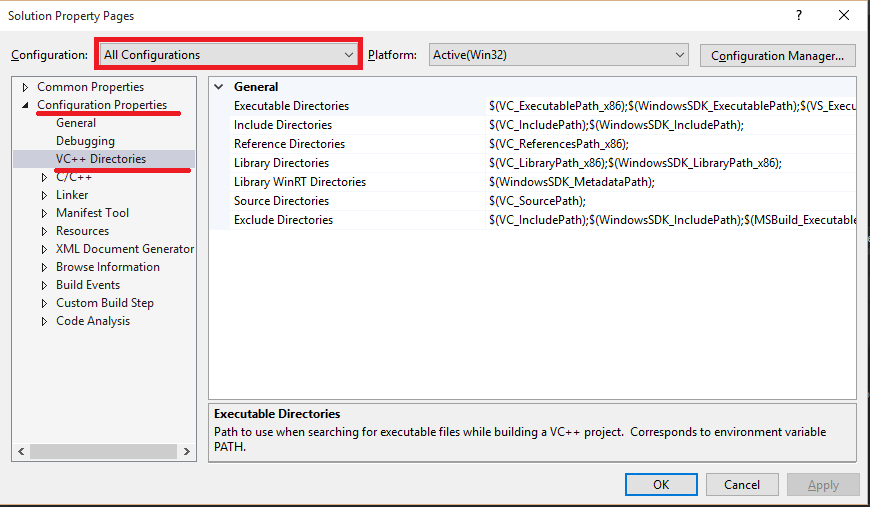 Solution Property Pages
?
Configuration: All Configurations Platform: Active(Win32) Configuration Manager...
Common Properties
Configuration Properties
General
Debugging
VC++ Directories
C/C++
Linker
Manifest Tool
Resources
XML Document Generator
Browse Information
Build Events
Custom Build Step
Code Analysis
General
Executable Directories $(VC_ExecutablePath_x86);$(WindowsSDK_ExecutablePath);$(VS_Execu
Include Directories $(VC_IncludePath);$(WindowsSDK_IncludePath);
Reference Directories $(VC_ReferencesPath_x86);
Library Directories $(VC_LibraryPath_x86);$(WindowsSDK_LibraryPath_x86);
Library WinRT Directories $(WindowsSDK_MetadataPath);
Source Directories $(VC_SourcePath);
Exclude Directories $(VC_IncludePath);$(WindowsSDK_IncludePath);$(MSBuild_Executable
Executable Directories
Path to use when searching for executable files while building a VC++ project. Corresponds to environment variable
PATH.
OK Cancel Apply